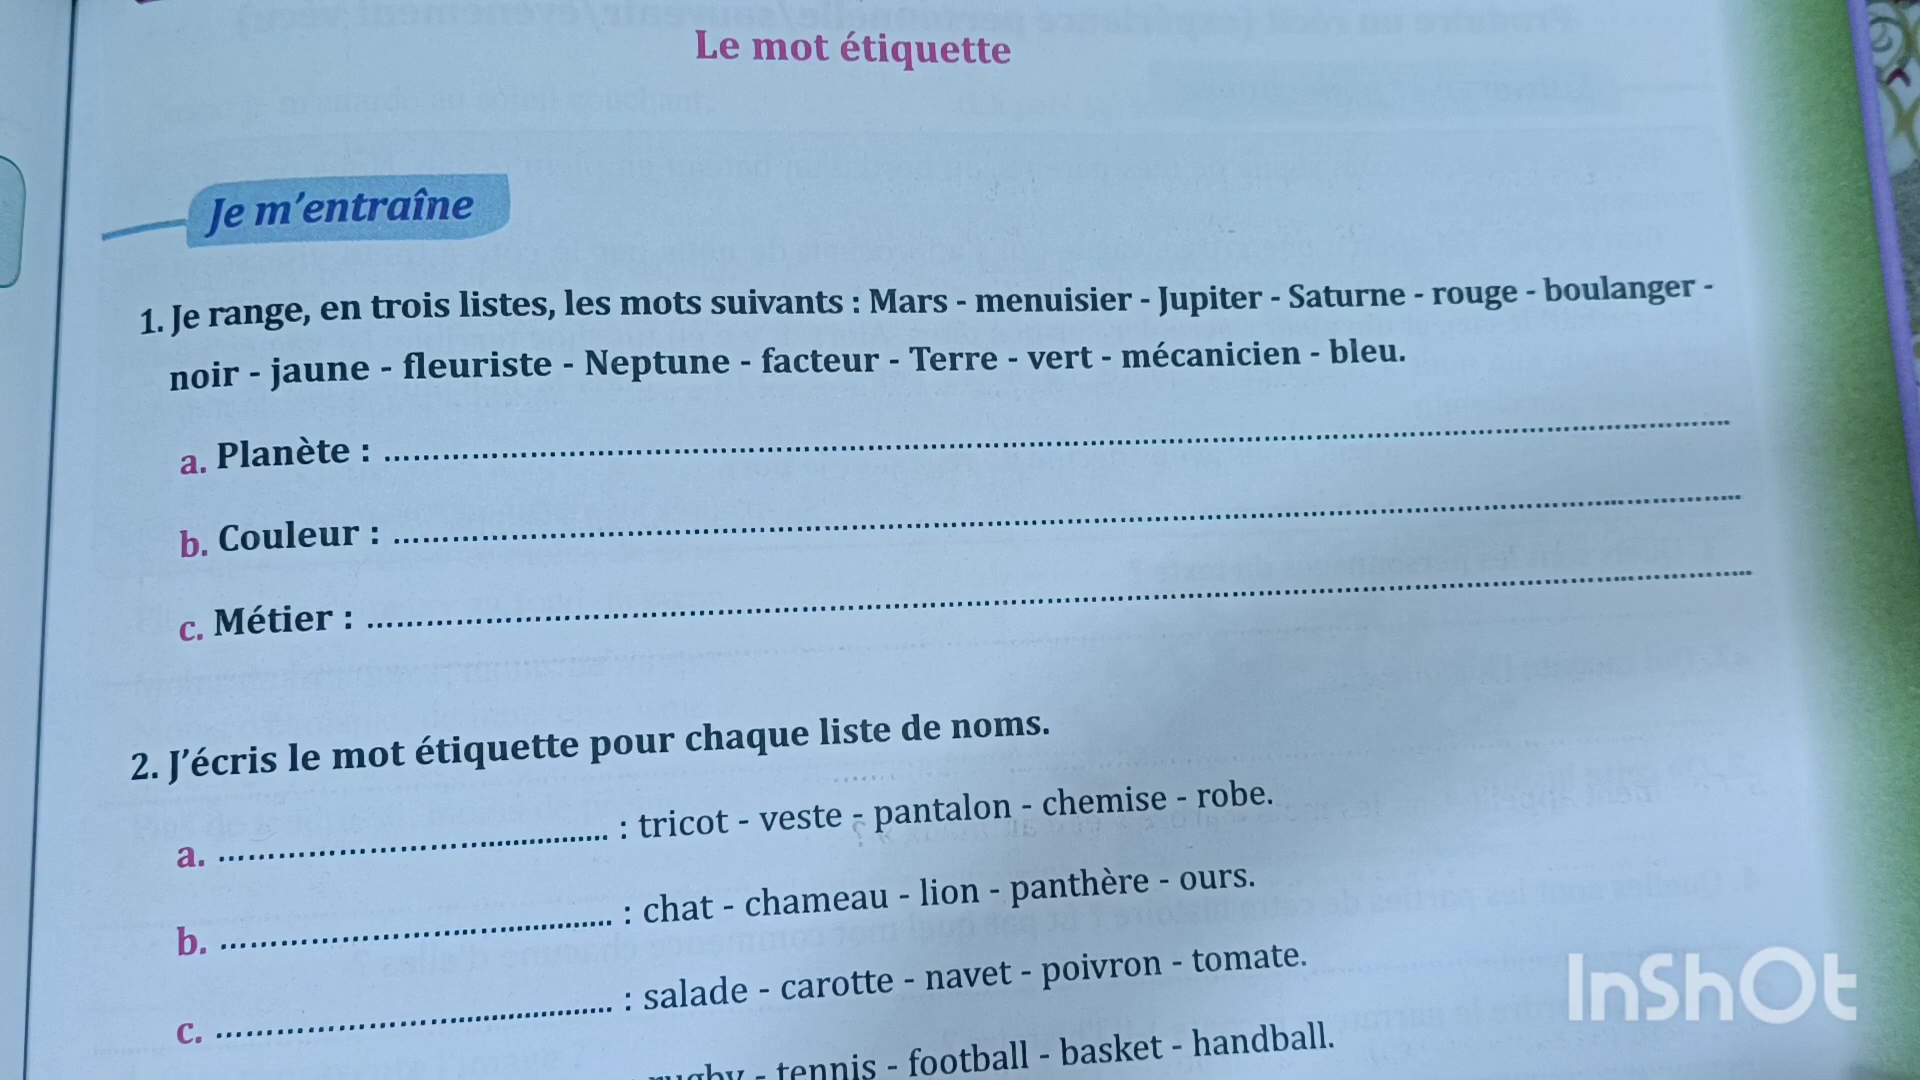 Le mot étiquette
Je m'entraîne
1. Je range, en trois listes, les mots suivants : Mars - menuisier - Jupiter - Saturne - rouge - boulanger -
noir - jaune - fleuriste - Neptune - facteur - Terre - vert - mécanicien - bleu.
a. Planète : ........................................
b. Couleur : ........................................
c. Métier : ........................................
2. J'écris le mot étiquette pour chaque liste de noms.
a. ........................................ : tricot - veste - pantalon - chemise - robe.
b. ........................................ : chat - chameau - lion - panthère - ours.
c. ........................................ : salade - carotte - navet - poivron - tomate.
rugby - tennis - football - basket - handball.
InShOt